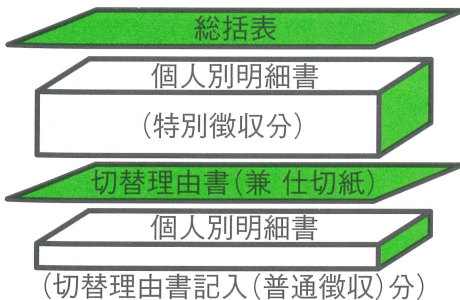 総括表
個人別明細書
(特別徴収分)
切替理由書(兼 仕切紙)
個人別明細書
(切替理由書記入(普通徴収)分)